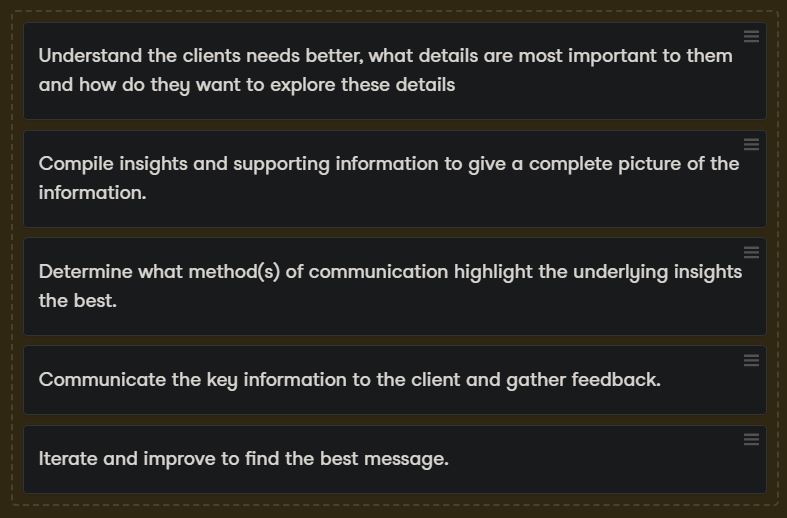 Understand the clients needs better, what details are most important to them
and how do they want to explore these details
Compile insights and supporting information to give a complete picture of the
information.
Determine what method(s) of communication highlight the underlying insights
the best.
Communicate the key information to the client and gather feedback.
Iterate and improve to find the best message.